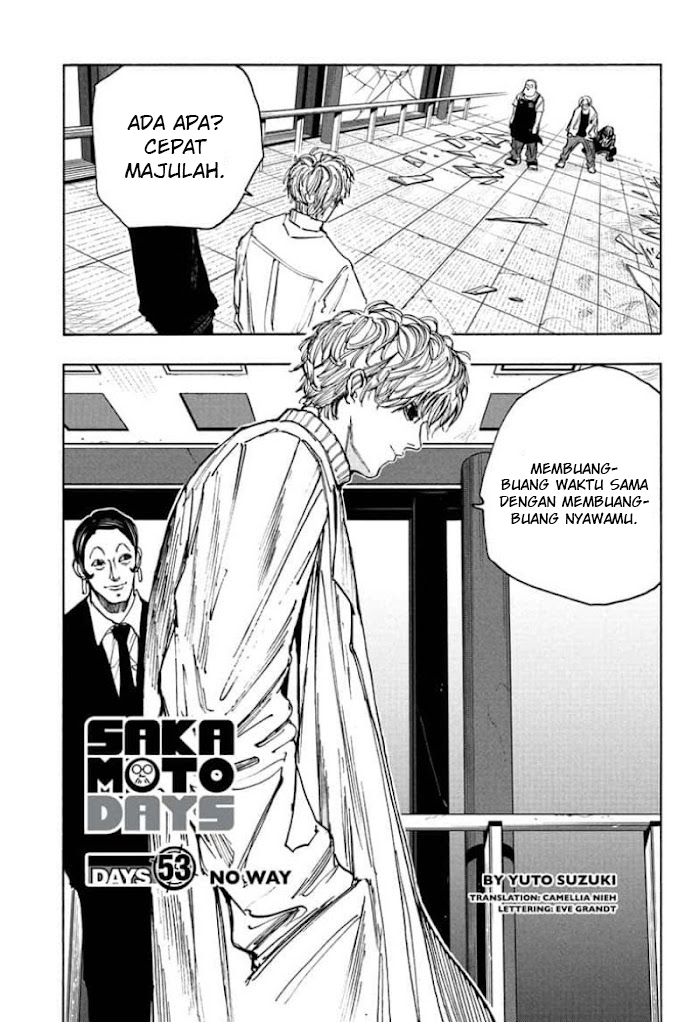 ADA APA?
CEPAT
MAJULAH.
MEMBUANG-
BUANG WAKTU SAMA
DENGAN MEMBUANG-
BUANG NYAWAMU.
SAKA
MOTO
DAYS
DAYS 53 NO WAY
BY YUTO SUZUKI
TRANSLATION: CAMELLIA NIEH
LETTERING: EVE GRANDT